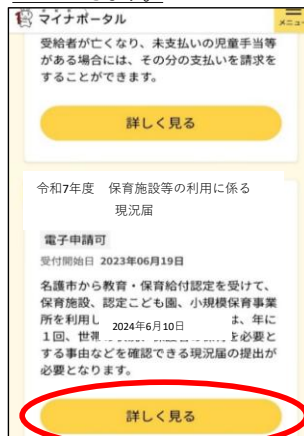 マイナポータル
メニュー
受給者が亡くなり、未支払いの児童手当等
がある場合には、その分の支払いを請求を
することができます。
詳しく見る
令和7年度 保育施設等の利用に係る
現況届
電子申請可
受付開始日 2023年06月19日
名護市から教育・保育給付認定を受けて、
保育施設、認定こども園、小規模保育事業
所を利用し 2024年6月10日 は、年に
1回、世帯 を必要と
する事由などを確認できる現況届の提出が
必要となります。
詳しく見る